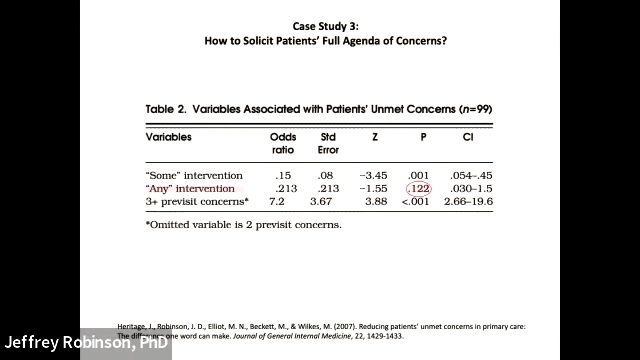 Case Study 3:
How to Solicit Patients' Full Agenda of Concerns?
Table 2. Variables Associated with Patients' Unmet Concerns (n=99)
Variables Odds ratio Std Error Z P CI
"Some" intervention .15 .08 −3.45 .001 .054–.45
"Any" intervention .213 .213 −1.55 .122 .030–1.5
3+ previsit concerns* 7.2 3.67 3.88 <.001 2.66–19.6
*Omitted variable is 2 previsit concerns.
Heritage, J., Robinson, J. D., Elliot, M. N., Beckett, M., & Wilkes, M. (2007). Reducing patients' unmet concerns in primary care:
The difference one word can make. Journal of General Internal Medicine, 22, 1429-1433.
Jeffrey Robinson, PhD